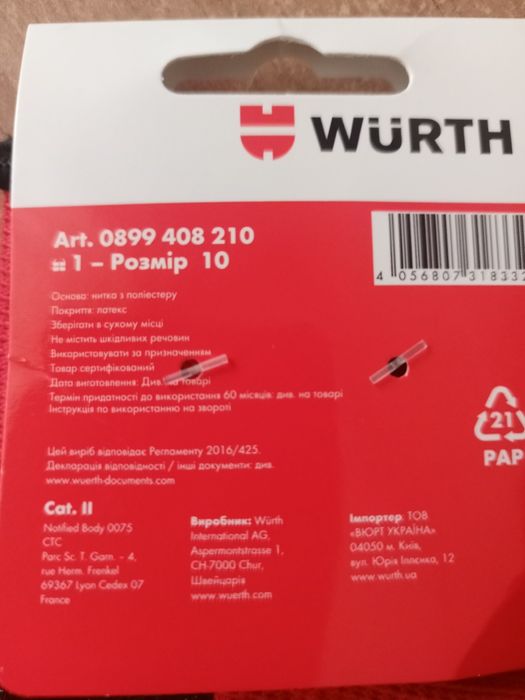 WÜRTH
Art. 0899 408 210
1 – Розмір 10
4 056807 318332
Основа: нитка з поліестеру
Покриття: латекс
Зберігати в сухому місці
Не містить шкідливих речовин
Використовувати за призначенням
Товар сертифікований
Дата виготовлення: Див. на товарі
Термін придатності до використання 60 місяців. див. на товарі
Інструкція по використанню на звороті
21
PAP
Цей виріб відповідає Регламенту 2016/425.
Декларація відповідності / інші документи: див.
www.wuerth-documents.com
Cat. II
Notified Body 0075
CTC
Parc Sc. T. Garn. - 4,
rue Herm. Frenkel
69367 Lyon Cedex 07
France
Виробник: Würth
International AG,
Aspermontstrasse 1,
CH-7000 Chur,
Швейцарія
www.wuerth.com
Імпортер: ТОВ
«ВЮРТ УКРАЇНА»
04050 м. Київ,
вул. Юрія Іллєнка, 12
www.wurth.ua